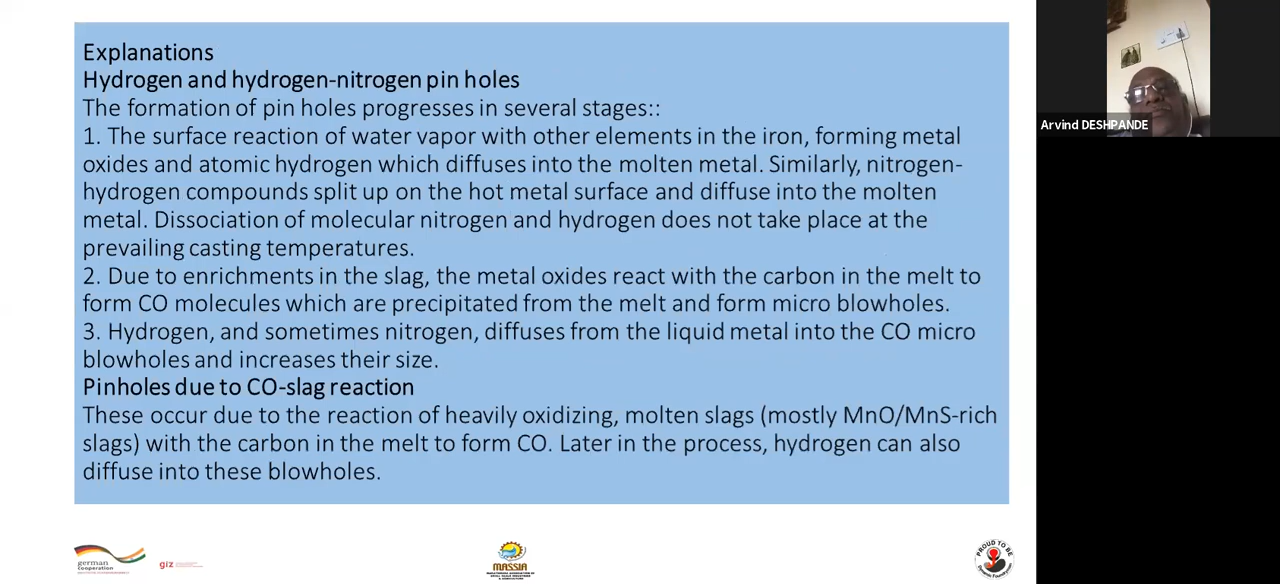 Explanations
Hydrogen and hydrogen-nitrogen pin holes
The formation of pin holes progresses in several stages::
1. The surface reaction of water vapor with other elements in the iron, forming metal
oxides and atomic hydrogen which diffuses into the molten metal. Similarly, nitrogen-
hydrogen compounds split up on the hot metal surface and diffuse into the molten
metal. Dissociation of molecular nitrogen and hydrogen does not take place at the
prevailing casting temperatures.
2. Due to enrichments in the slag, the metal oxides react with the carbon in the melt to
form CO molecules which are precipitated from the melt and form micro blowholes.
3. Hydrogen, and sometimes nitrogen, diffuses from the liquid metal into the CO micro
blowholes and increases their size.
Pinholes due to CO-slag reaction
These occur due to the reaction of heavily oxidizing, molten slags (mostly MnO/MnS-rich
slags) with the carbon in the melt to form CO. Later in the process, hydrogen can also
diffuse into these blowholes.
Arvind DESHPANDE
german
cooperation
giz
MASSIA
PROUD TO BE